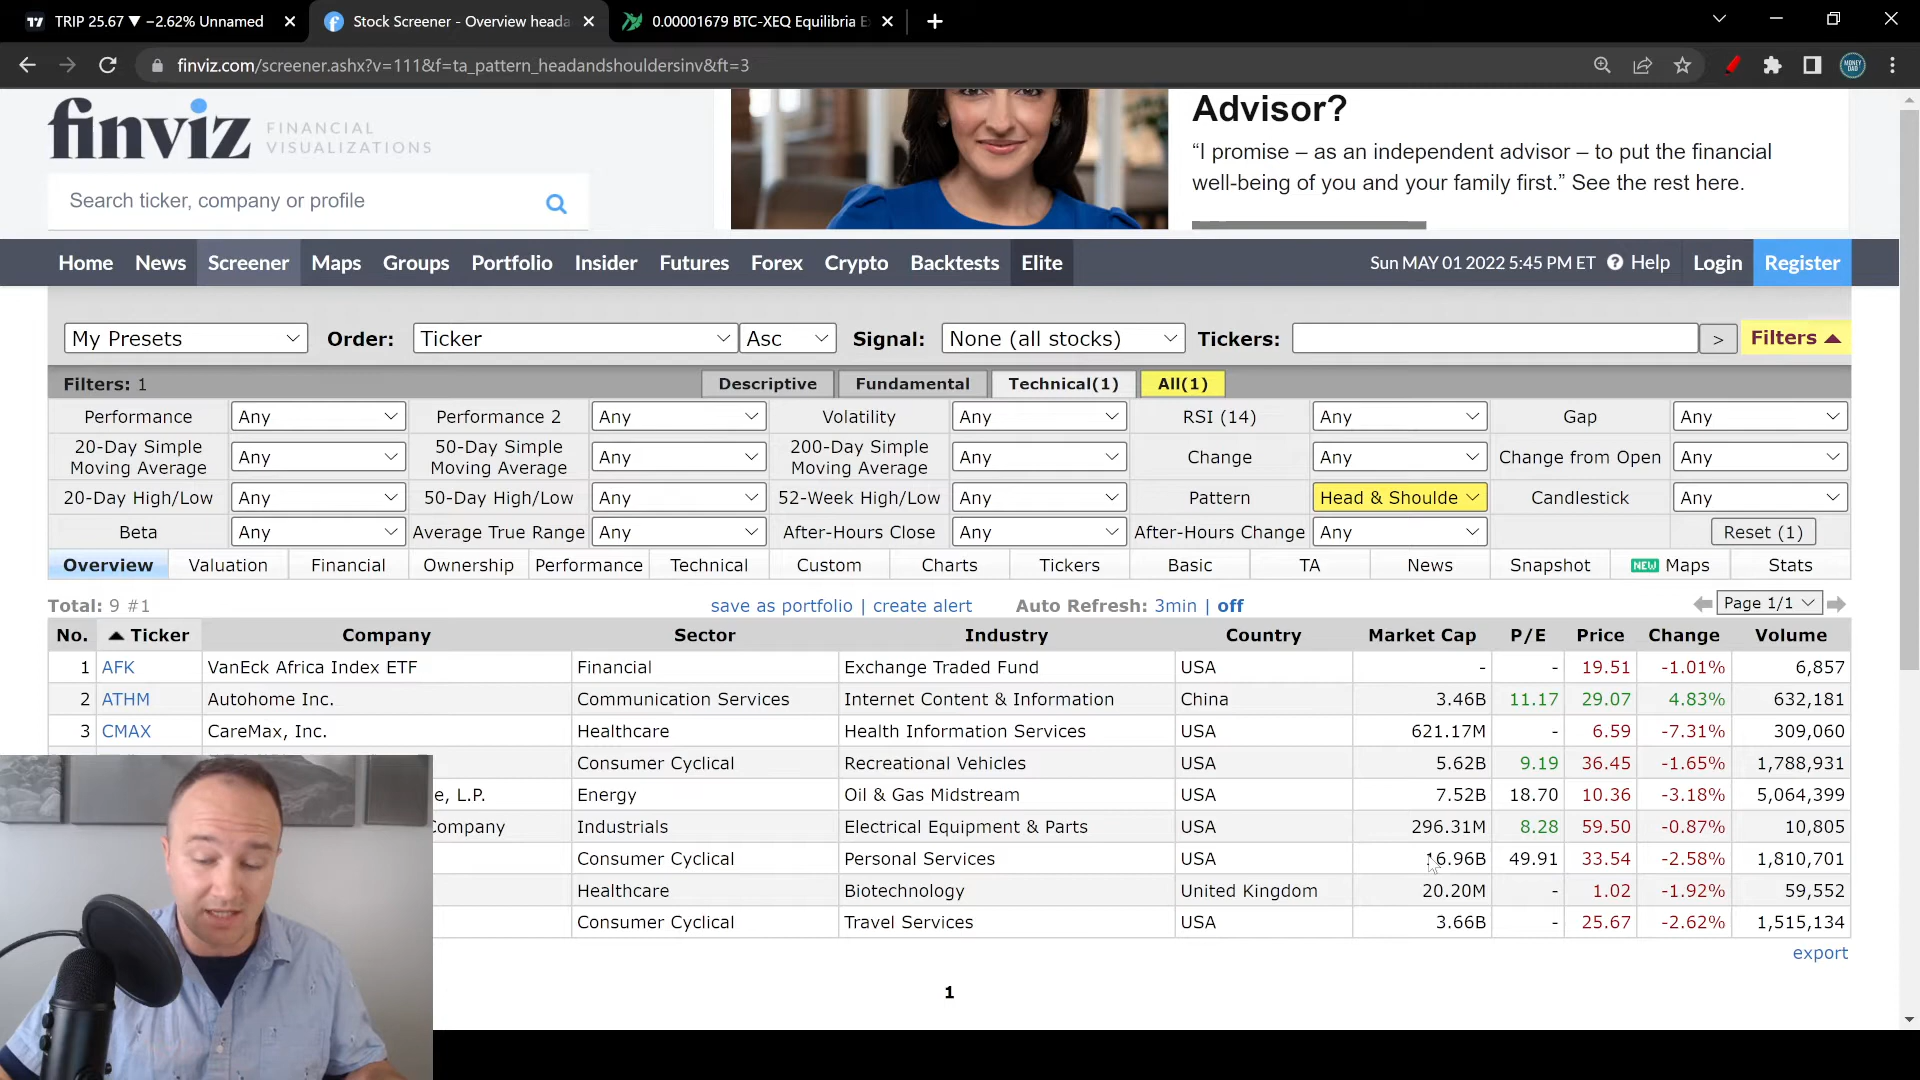 TRIP 25.67 ▼ −2.62% Unnamed
Stock Screener - Overview heada
0.00001679 BTC-XEQ Equilibria E
finviz.com/screener.ashx?v=111&f=ta_pattern_headandshouldersinv&ft=3
MONEY DAD
finviz FINANCIAL VISUALIZATIONS
Search ticker, company or profile
Advisor?
“I promise – as an independent advisor – to put the financial
well-being of you and your family first.” See the rest here.
Home News Screener Maps Groups Portfolio Insider Futures Forex Crypto Backtests Elite Sun MAY 01 2022 5:45 PM ET Help Login Register
My Presets Order: Ticker Asc Signal: None (all stocks) Tickers: > Filters
Filters: 1 Descriptive Fundamental Technical(1) All(1)
Performance Any Performance 2 Any Volatility Any RSI (14) Any Gap Any
20-Day Simple Moving Average Any 50-Day Simple Moving Average Any 200-Day Simple Moving Average Any Change Any Change from Open Any
20-Day High/Low Any 50-Day High/Low Any 52-Week High/Low Any Pattern Head & Shoulde Candlestick Any
Beta Any Average True Range Any After-Hours Close Any After-Hours Change Any Reset (1)
Overview Valuation Financial Ownership Performance Technical Custom Charts Tickers Basic TA News Snapshot NEW Maps Stats
Total: 9 #1 save as portfolio | create alert Auto Refresh: 3min | off Page 1/1
No. ▲ Ticker Company Sector Industry Country Market Cap P/E Price Change Volume
1 AFK VanEck Africa Index ETF Financial Exchange Traded Fund USA - - 19.51 -1.01% 6,857
2 ATHM Autohome Inc. Communication Services Internet Content & Information China 3.46B 11.17 29.07 4.83% 632,181
3 CMAX CareMax, Inc. Healthcare Health Information Services USA 621.17M - 6.59 -7.31% 309,060
Consumer Cyclical Recreational Vehicles USA 5.62B 9.19 36.45 -1.65% 1,788,931
e, L.P. Energy Oil & Gas Midstream USA 7.52B 18.70 10.36 -3.18% 5,064,399
Company Industrials Electrical Equipment & Parts USA 296.31M 8.28 59.50 -0.87% 10,805
Consumer Cyclical Personal Services USA 16.96B 49.91 33.54 -2.58% 1,810,701
Healthcare Biotechnology United Kingdom 20.20M - 1.02 -1.92% 59,552
Consumer Cyclical Travel Services USA 3.66B - 25.67 -2.62% 1,515,134
export
1